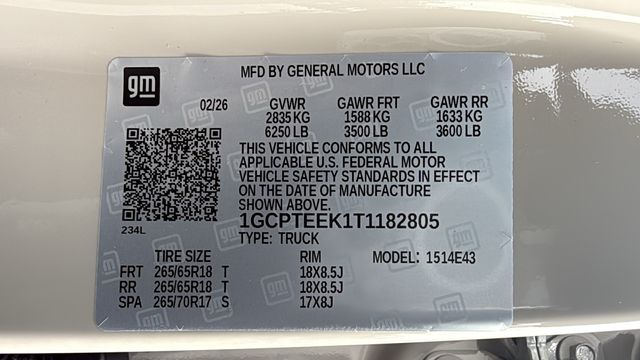 gm
MFD BY GENERAL MOTORS LLC
02/26 GVWR GAWR FRT GAWR RR
2835 KG 1588 KG 1633 KG
6250 LB 3500 LB 3600 LB
THIS VEHICLE CONFORMS TO ALL
APPLICABLE U.S. FEDERAL MOTOR
VEHICLE SAFETY STANDARDS IN EFFECT
ON THE DATE OF MANUFACTURE
SHOWN ABOVE.
234L
1GCPTEEK1T1182805
TYPE: TRUCK
TIRE SIZE RIM MODEL: 1514E43
FRT 265/65R18 T 18X8.5J
RR 265/65R18 T 18X8.5J
SPA 265/70R17 S 17X8J